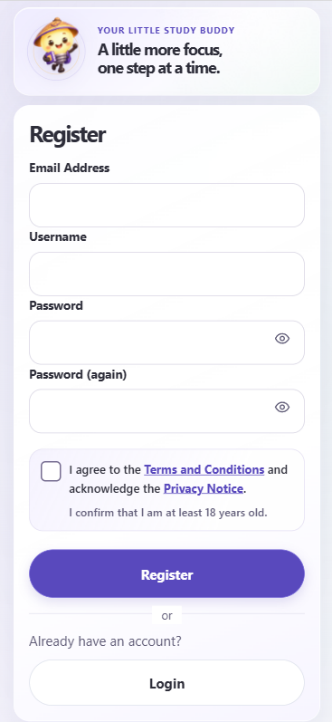 YOUR LITTLE STUDY BUDDY
A little more focus,
one step at a time.
Register
Email Address
Username
Password
Password (again)
I agree to the Terms and Conditions and
acknowledge the Privacy Notice.
I confirm that I am at least 18 years old.
Register
or
Already have an account?
Login